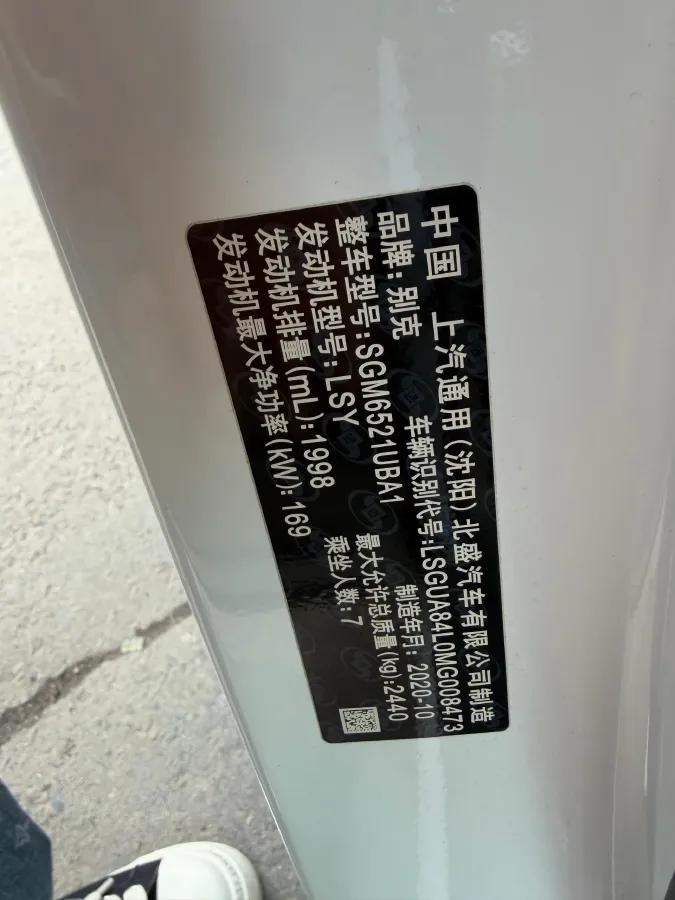 中国 上汽通用(沈阳)北盛汽车有限公司制造
品牌:别克 车辆识别代号:LSGUA84L0MG008473
整车型号:SGM6521UBA1 制造年月: 2020-10
发动机型号: LSY 最大允许总质量(kg):2440
发动机排量(mL):1998 乘坐人数:7
发动机最大净功率(kW): 169